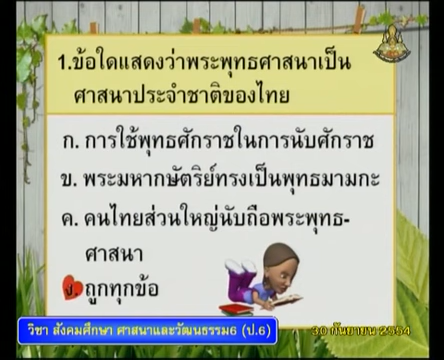 1.ข้อใดแสดงว่าพระพุทธศาสนาเป็น
ศาสนาประจำชาติของไทย
ก. การใช้พุทธศักราชในการนับศักราช
ข. พระมหากษัตริย์ทรงเป็นพุทธมามกะ
ค. คนไทยส่วนใหญ่นับถือพระพุทธ-
ศาสนา
ง. ถูกทุกข้อ
วิชา สังคมศึกษา ศาสนาและวัฒนธรรม6 (ป.6)
30 กันยายน 2554